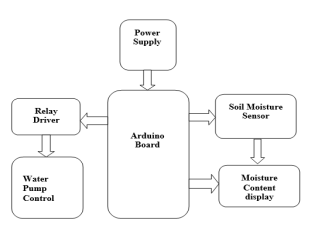 Power
Supply
Relay
Driver
Arduino
Board
Soil Moisture
Sensor
Water
Pump
Control
Moisture
Content
display